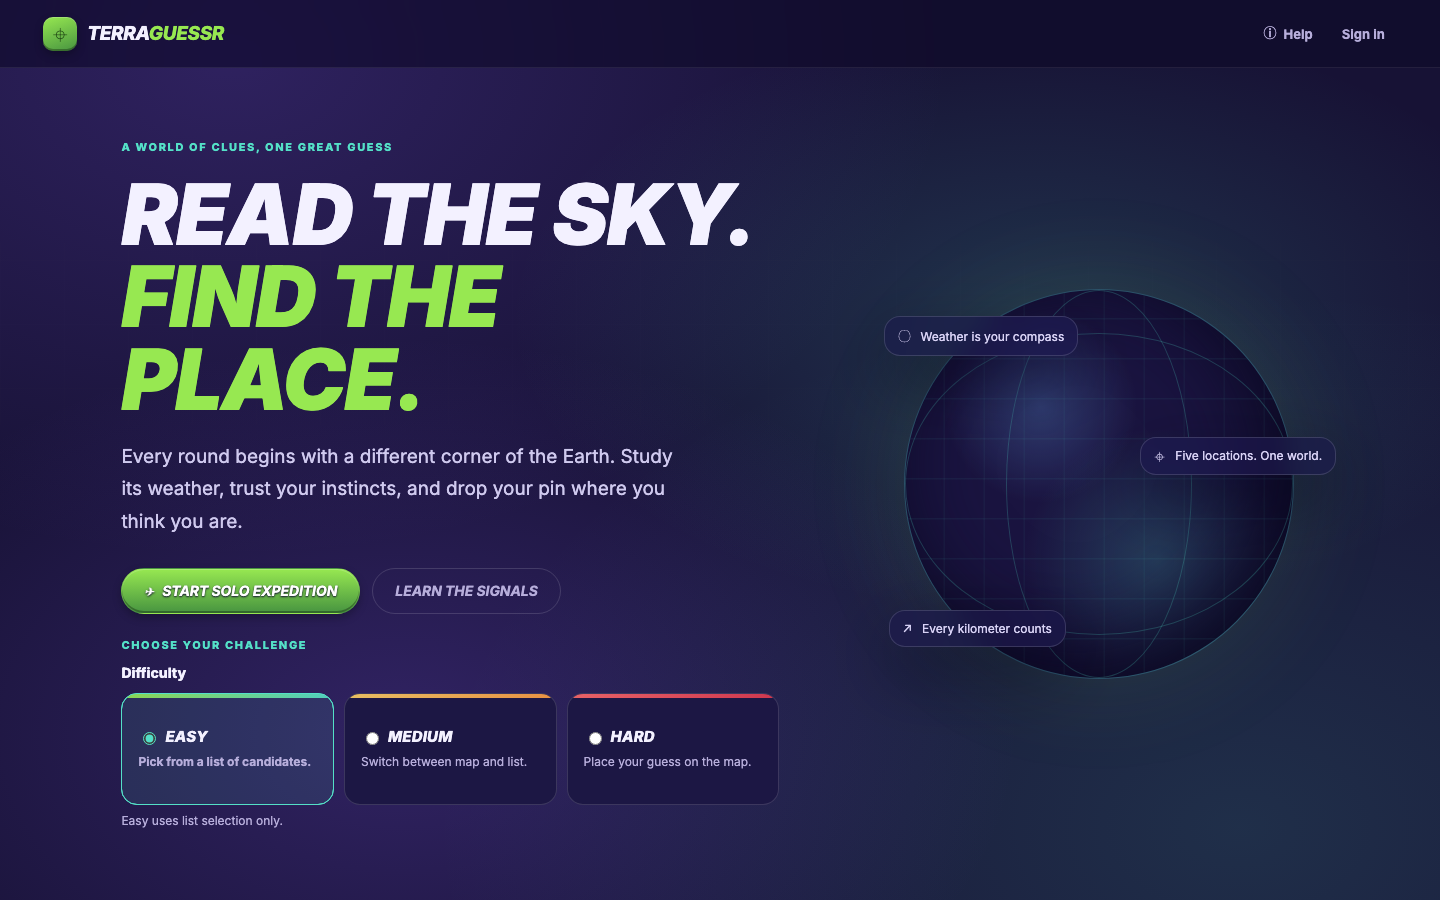 TERRAGUESSR
Help
Sign in
A WORLD OF CLUES, ONE GREAT GUESS
READ THE SKY.
FIND THE
PLACE.
Every round begins with a different corner of the Earth. Study
its weather, trust your instincts, and drop your pin where you
think you are.
START SOLO EXPEDITION
LEARN THE SIGNALS
CHOOSE YOUR CHALLENGE
Difficulty
EASY
Pick from a list of candidates.
MEDIUM
Switch between map and list.
HARD
Place your guess on the map.
Easy uses list selection only.
Weather is your compass
Five locations. One world.
Every kilometer counts